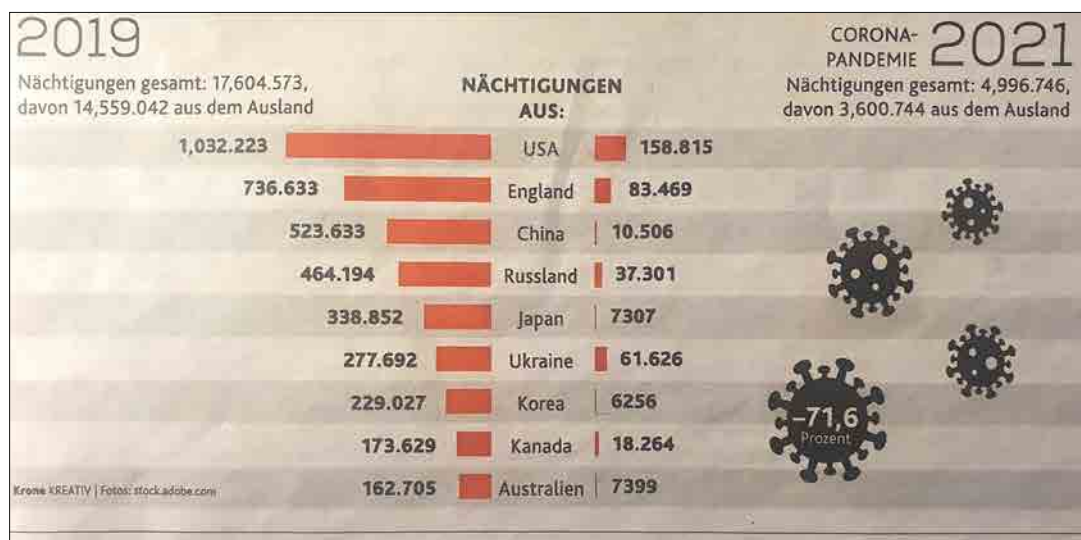 2019
Nächtigungen gesamt: 17,604.573,
davon 14,559.042 aus dem Ausland
NÄCHTIGUNGEN
AUS:
CORONA-
PANDEMIE 2021
Nächtigungen gesamt: 4,996.746,
davon 3,600.744 aus dem Ausland
1,032.223 USA 158.815
736.633 England 83.469
523.633 China 10.506
464.194 Russland 37.301
338.852 Japan 7307
277.692 Ukraine 61.626
229.027 Korea 6256
173.629 Kanada 18.264
162.705 Australien 7399
–71,6
Prozent
Krone KREATIV | Fotos: stock.adobe.com